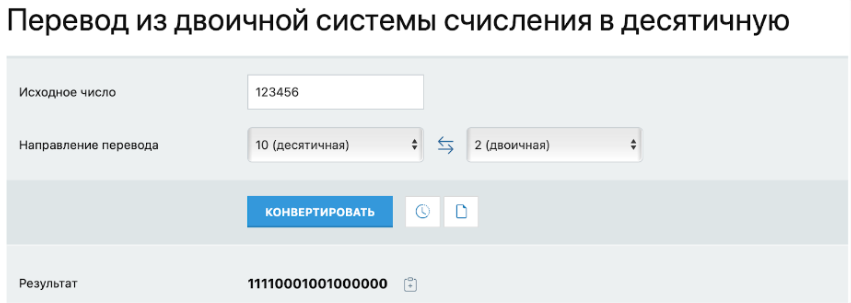 Перевод из двоичной системы счисления в десятичную
Исходное число 123456
Направление перевода 10 (десятичная) 2 (двоичная)
КОНВЕРТИРОВАТЬ
Результат 11110001001000000